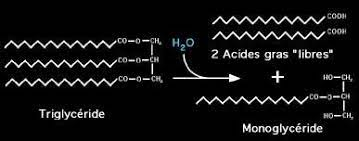 COOH
COOH
CO—O—CH₂
H₂O
CO—O—CH
2 Acides gras "libres"
CO—O—CH₂
+
HO—CH₂
CO—O—CH
HO—CH₂
Triglycéride
Monoglycéride